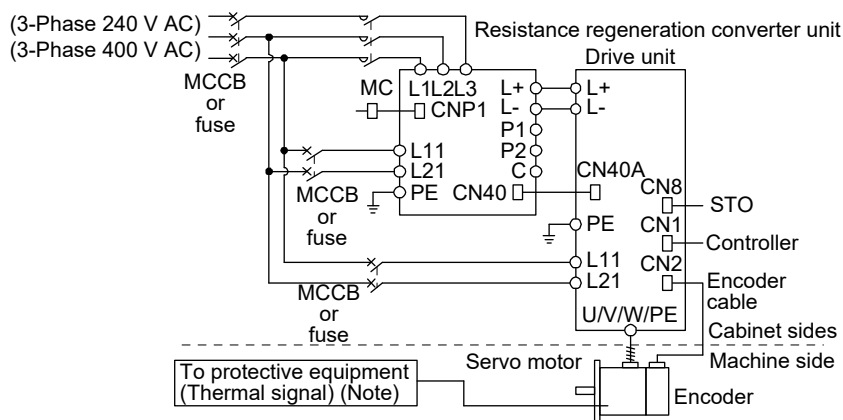 (3-Phase 240 V AC)
(3-Phase 400 V AC)
MCCB
or
fuse
Resistance regeneration converter unit
Drive unit
MC
L1L2L3
CNP1
L+
L-
P1
P2
C
L11
L21
PE
CN40
MCCB
or
fuse
L+
L-
CN40A
CN8
STO
PE
CN1
Controller
L11
L21
CN2
Encoder
cable
MCCB
or
fuse
U/V/W/PE
Cabinet sides
Machine side
To protective equipment
(Thermal signal) (Note)
Servo motor
Encoder